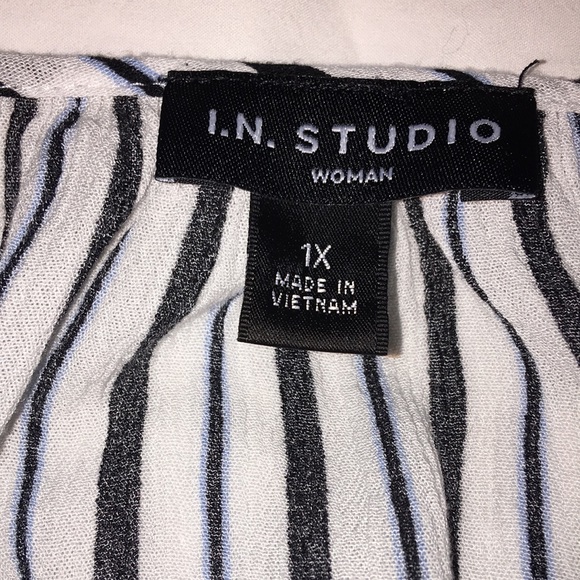 I.N. STUDIO
WOMAN
1X
MADE IN
VIETNAM